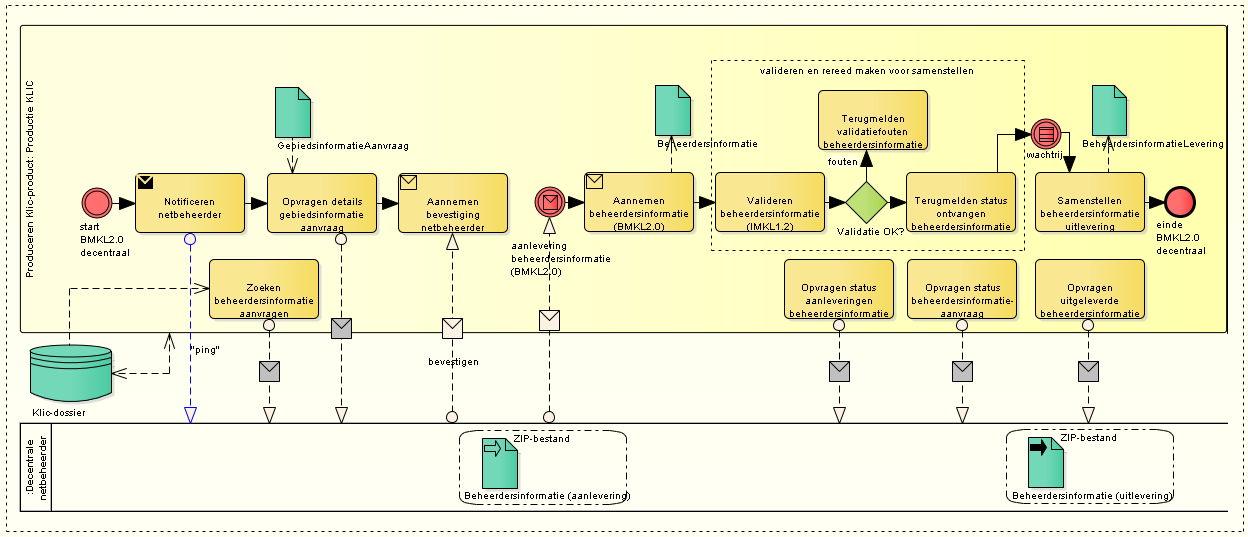 Produceren Klic-product: Productie KLIC
valideren en rereed maken voor samenstellen
GebiedsinformatieAanvraag
Beheerdersinformatie
Terugmelden
validatiefouten
beheerdersinformatie
fouten
wachtrij
BeheerdersinformatieLevering
start
BMKL2.0
decentraal
Notificeren
netbeheerder
Opvragen details
gebiedsinformatie
aanvraag
Aannemen
bevestiging
netbeheerder
aanlevering
beheerdersinformatie
(BMKL2.0)
Aannemen
beheerdersinformatie
(BMKL2.0)
Valideren
beheerdersinformatie
(IMKL1.2)
Validatie OK?
Terugmelden status
ontvangen
beheerdersinformatie
Samenstellen
beheerdersinformatie
uitlevering
einde
BMKL2.0
decentraal
Zoeken
beheerdersinformatie
aanvragen
Opvragen status
aanleveringen
beheerdersinformatie
Opvragen status
beheerdersinformatie-
aanvraag
Opvragen
uitgeleverde
beheerdersinformatie
"ping"
bevestigen
Klic-dossier
:Decentrale
netbeheerder
ZIP-bestand
Beheerdersinformatie (aanlevering)
ZIP-bestand
Beheerdersinformatie (uitlevering)